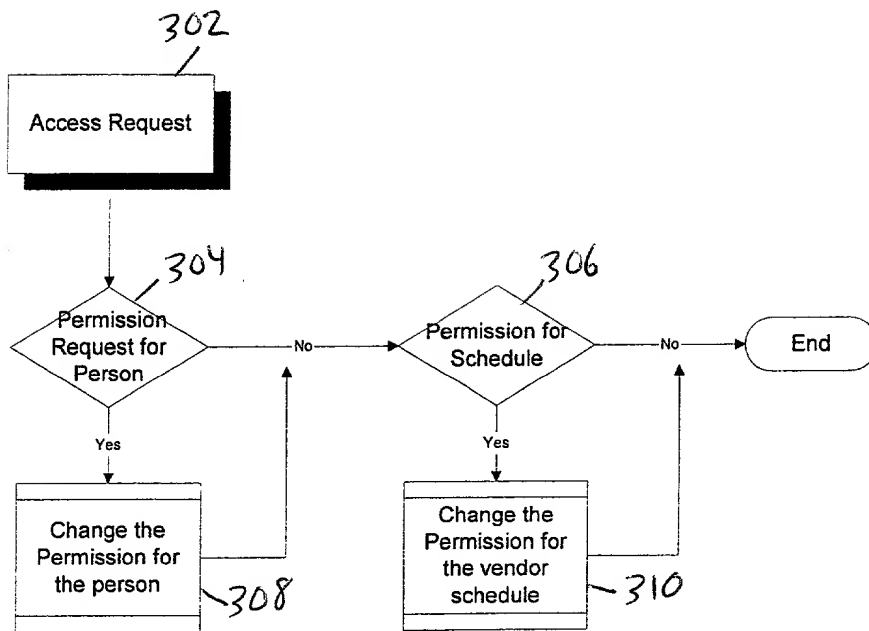 302
Access Request
304
Permission
Request for
Person
No
306
Permission for
Schedule
No
End
Yes
Yes
Change the
Permission for
the person
308
Change the
Permission for
the vendor
schedule
310